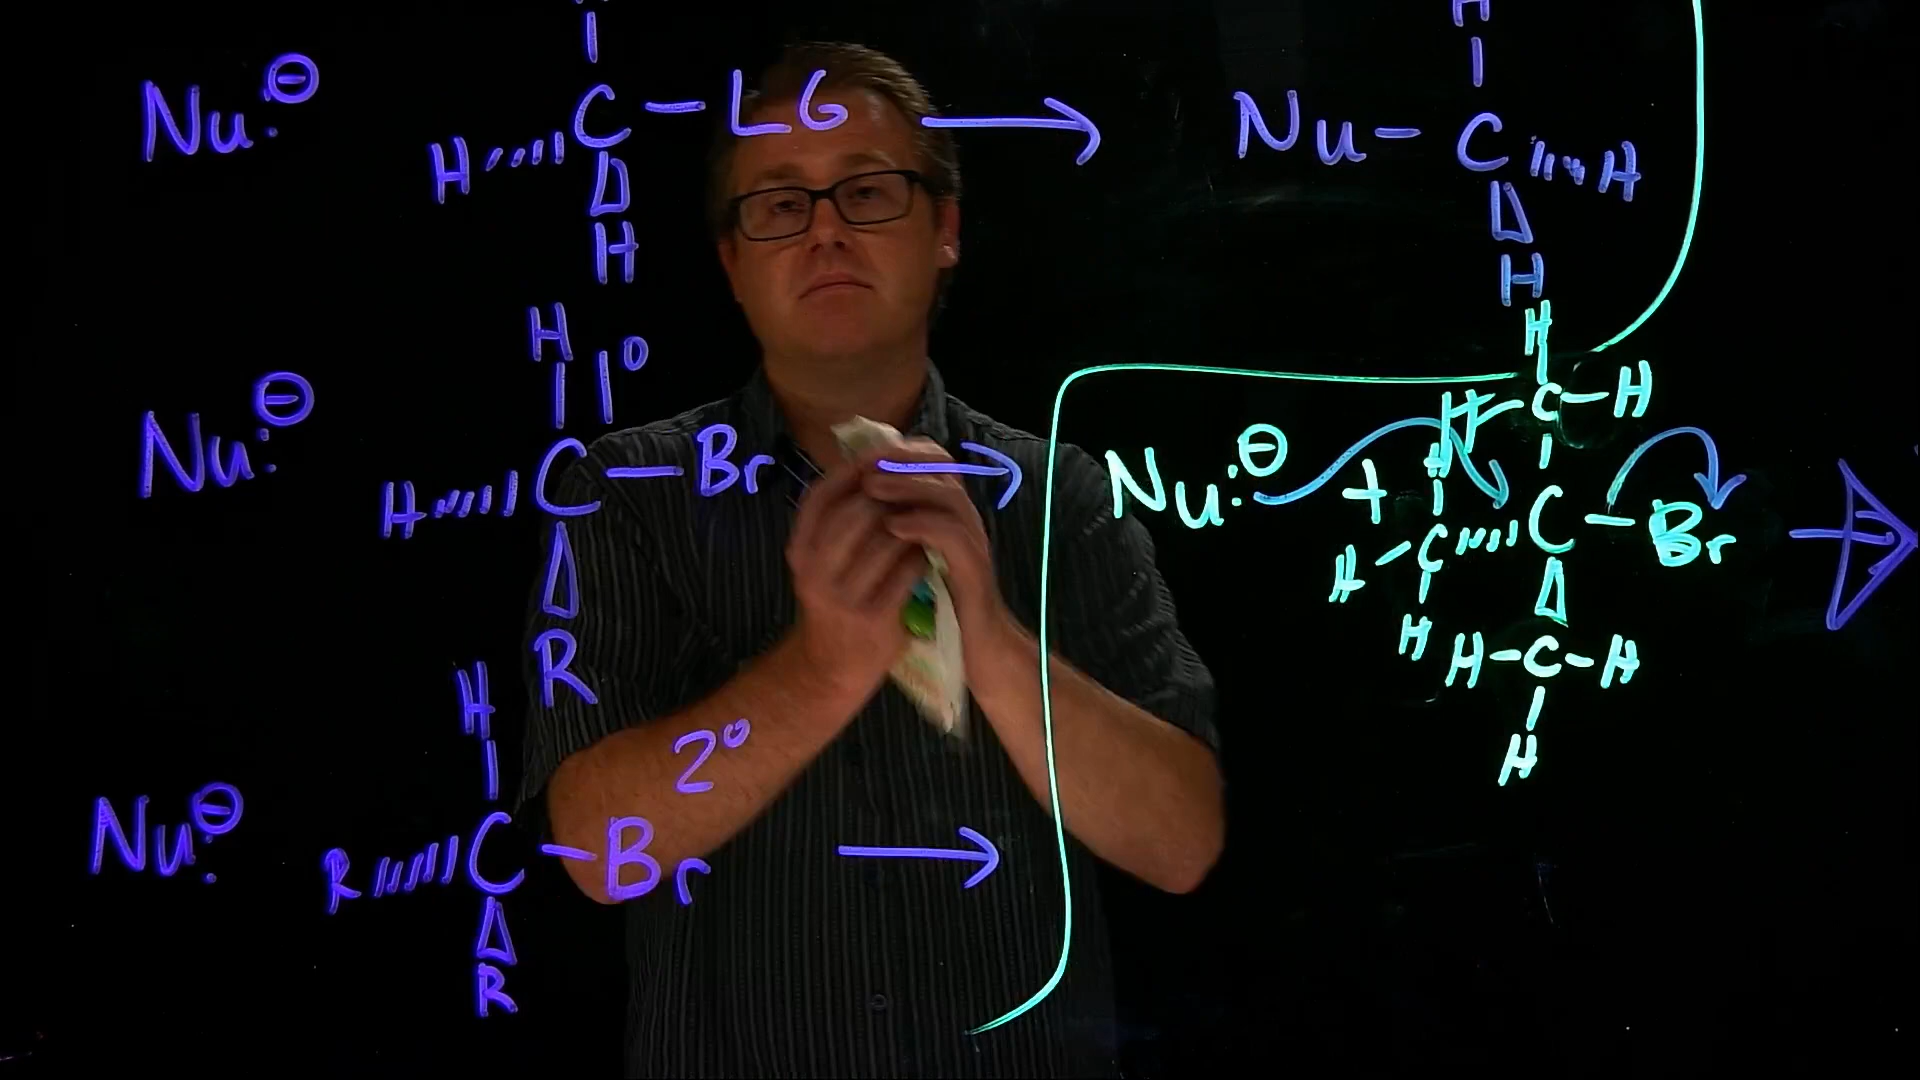 H
Nu:⊖ C — LG → Nu — C H
H
H
H
H 1°
Nu:⊖ C — Br →
H
R
H
H C — H
Nu:⊖ + C — Br
H
H — C
H
H — C — H
H
H
2°
Nu:⊖ C — Br →
R
R